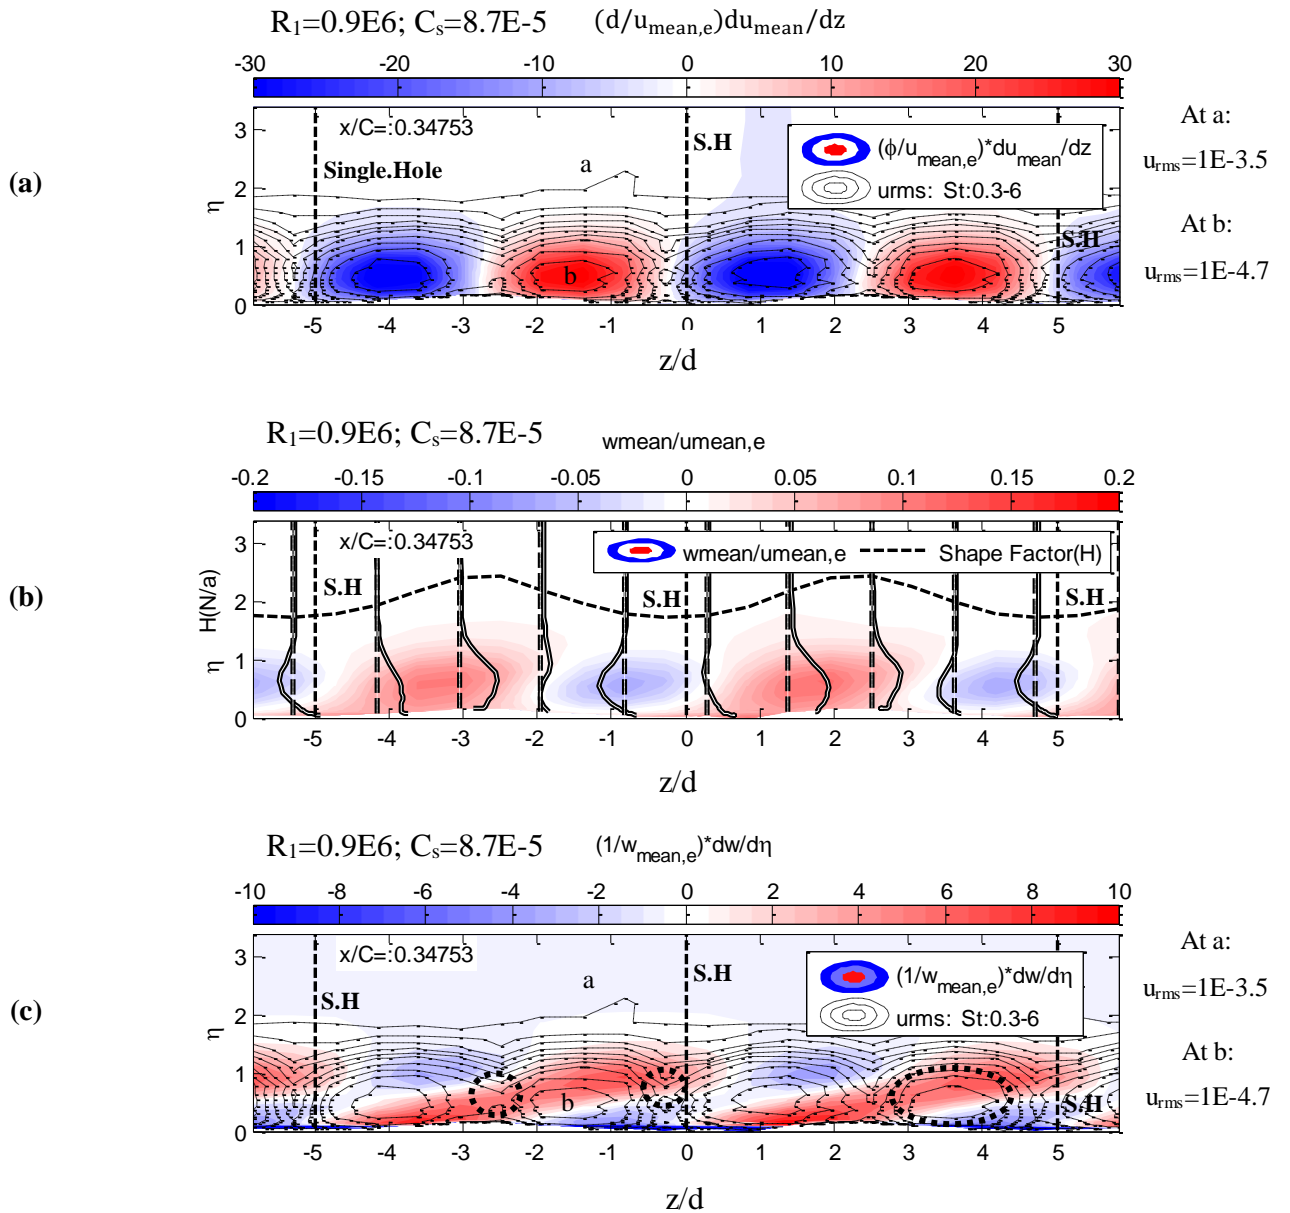 R₁=0.9E6; Cₛ=8.7E-5 (d/u_mean,e)du_mean/dz
-30 -20 -10 0 10 20 30
(a)
η
3
2
1
0
x/C=:0.34753
Single.Hole
S.H
S.H
a
b
(ϕ/u_mean,e)*du_mean/dz
urms: St:0.3-6
At a:
u_rms=1E-3.5
At b:
u_rms=1E-4.7
-5 -4 -3 -2 -1 0 1 2 3 4 5
z/d
R₁=0.9E6; Cₛ=8.7E-5 wmean/umean,e
-0.2 -0.15 -0.1 -0.05 0 0.05 0.1 0.15 0.2
(b)
η H(N/a)
3
2
1
0
x/C=:0.34753
S.H
S.H
S.H
wmean/umean,e Shape Factor(H)
-5 -4 -3 -2 -1 0 1 2 3 4 5
z/d
R₁=0.9E6; Cₛ=8.7E-5 (1/w_mean,e)*dw/dη
-10 -8 -6 -4 -2 0 2 4 6 8 10
(c)
η
3
2
1
0
x/C=:0.34753
S.H
S.H
S.H
a
b
(1/w_mean,e)*dw/dη
urms: St:0.3-6
At a:
u_rms=1E-3.5
At b:
u_rms=1E-4.7
-5 -4 -3 -2 -1 0 1 2 3 4 5
z/d